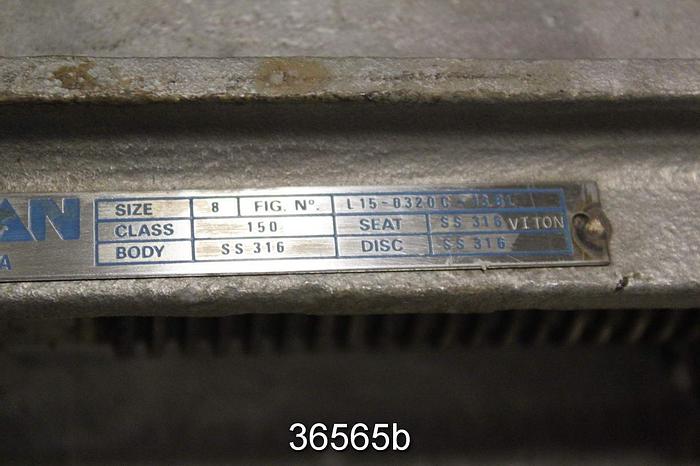 AN SIZE 8 FIG. Nº. L15-0320
CLASS 150 SEAT SS 316 VITON
A BODY SS 316 DISC SS 316
36565b